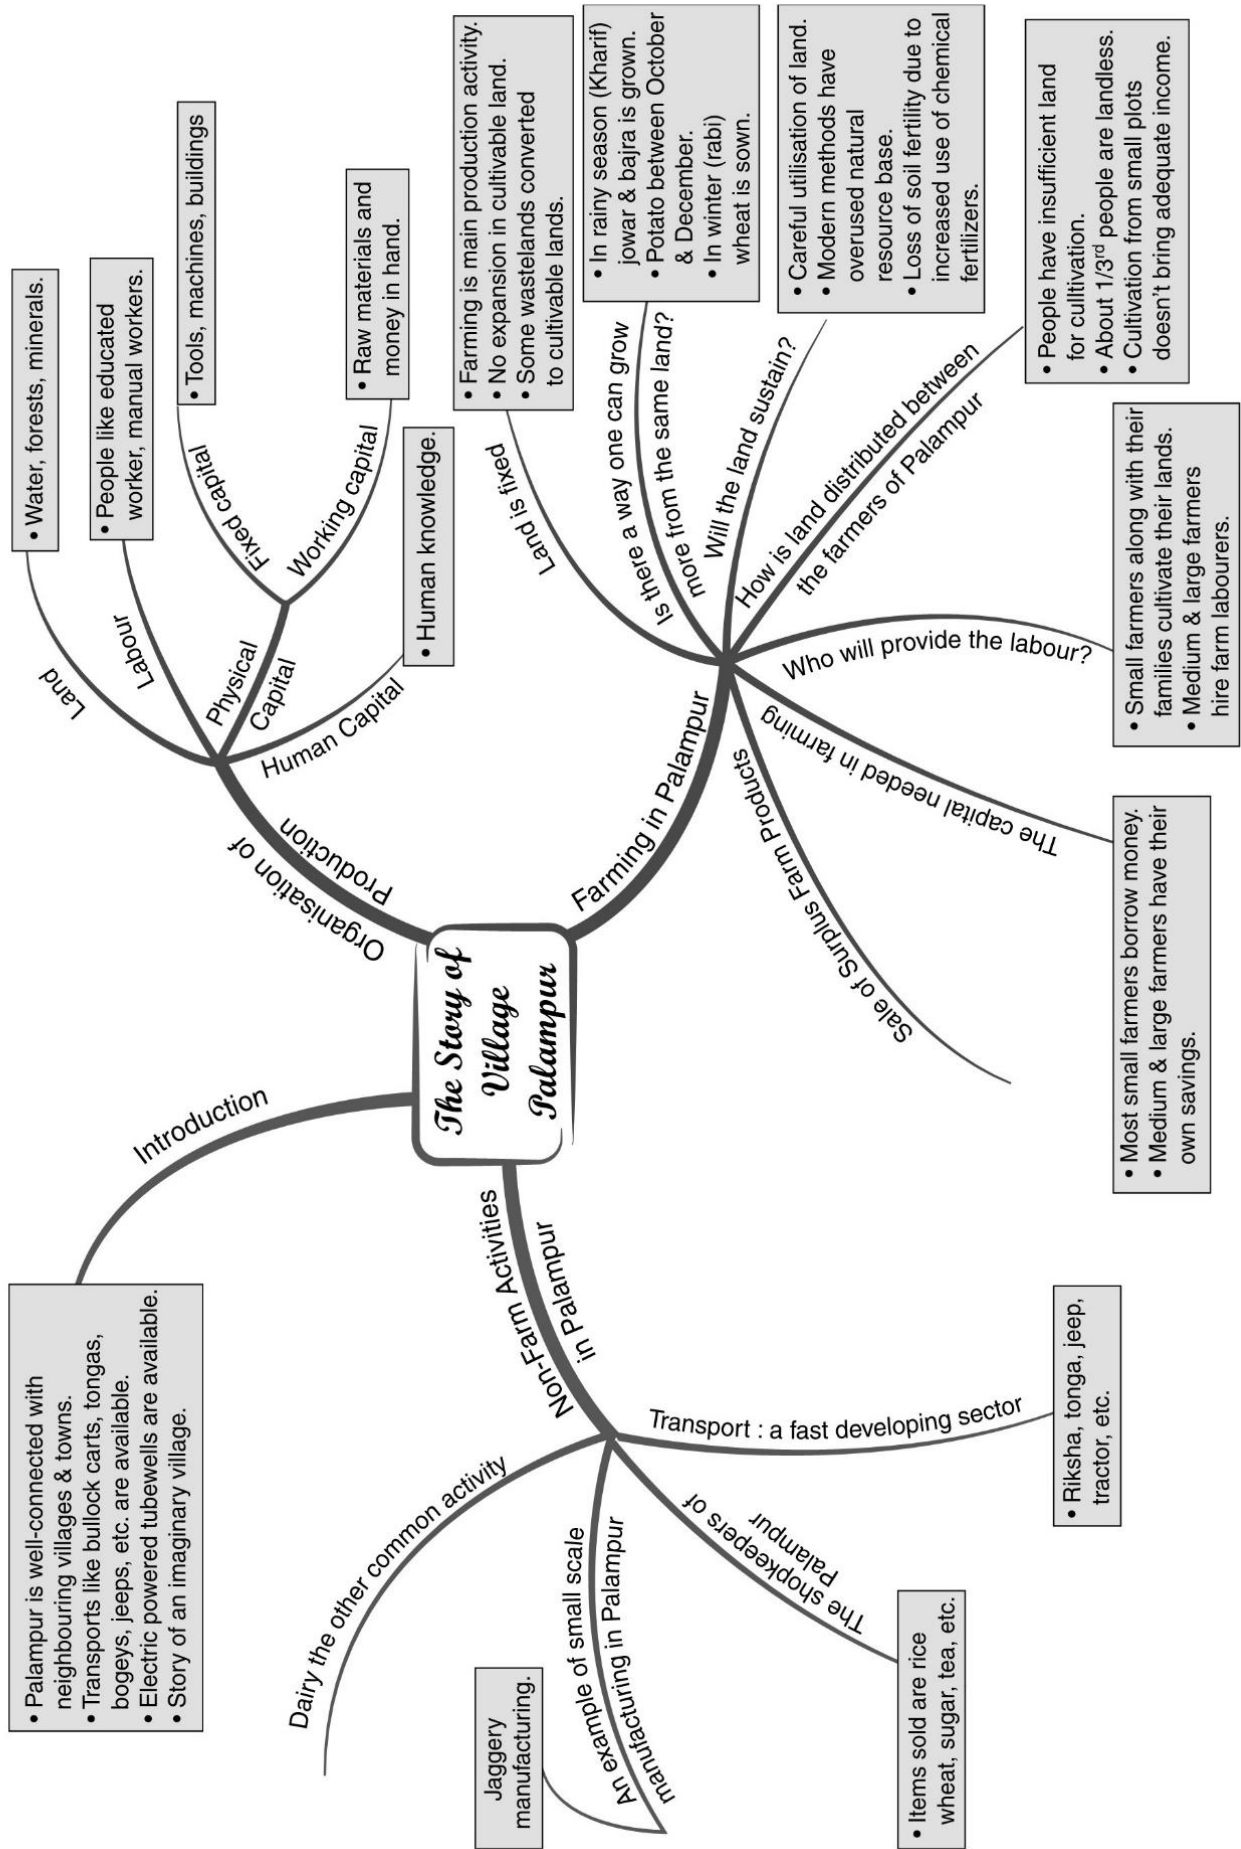 The Story of
Village
Palampur
Introduction
• Palampur is well-connected with
neighbouring villages & towns.
• Transports like bullock carts, tongas,
bogeys, jeeps, etc. are available.
• Electric powered tubewells are available.
• Story of an imaginary village.
Organisation of
Production
Land
• Water, forests, minerals.
Labour
• People like educated
worker, manual workers.
Physical
Capital
Fixed capital
• Tools, machines, buildings
Working capital
• Raw materials and
money in hand.
Human Capital
• Human knowledge.
Farming in Palampur
Land is fixed
• Farming is main production activity.
• No expansion in cultivable land.
• Some wastelands converted
to cultivable lands.
Is there a way one can grow
more from the same land?
• In rainy season (Kharif)
jowar & bajra is grown.
• Potato between October
& December.
• In winter (rabi)
wheat is sown.
Will the land sustain?
• Careful utilisation of land.
• Modern methods have
overused natural
resource base.
• Loss of soil fertility due to
increased use of chemical
fertilizers.
How is land distributed between
the farmers of Palampur
• People have insufficient land
for culltivation.
• About 1/3rd people are landless.
• Cultivation from small plots
doesn't bring adequate income.
Who will provide the labour?
• Small farmers along with their
families cultivate their lands.
• Medium & large farmers
hire farm labourers.
The capital needed in farming
• Most small farmers borrow money.
• Medium & large farmers have their
own savings.
Sale of Surplus Farm Products
Non-Farm Activities
in Palampur
Dairy the other common activity
An example of small scale
manufacturing in Palampur
Jaggery
manufacturing.
The shopkeepers of
Palampur
• Items sold are rice
wheat, sugar, tea, etc.
Transport : a fast developing sector
• Riksha, tonga, jeep,
tractor, etc.